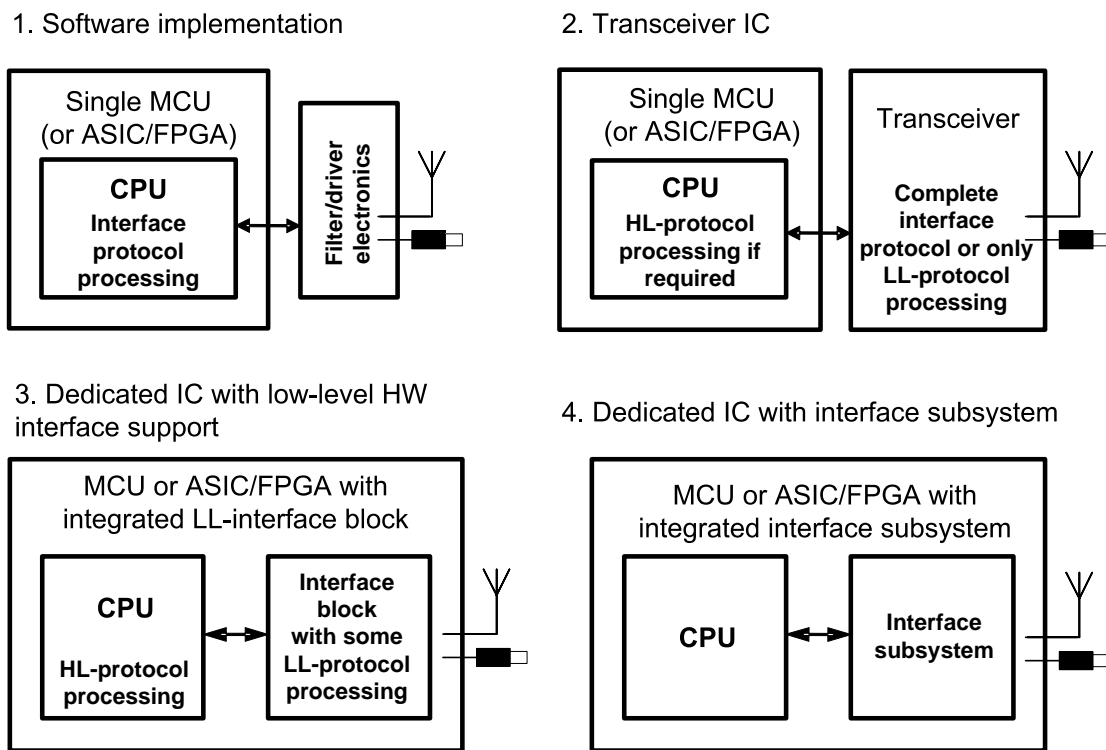 1. Software implementation
Single MCU
(or ASIC/FPGA)
CPU
Interface
protocol
processing
Filter/driver
electronics
2. Transceiver IC
Single MCU
(or ASIC/FPGA)
CPU
HL-protocol
processing if
required
Transceiver
Complete
interface
protocol or only
LL-protocol
processing
3. Dedicated IC with low-level HW
interface support
MCU or ASIC/FPGA with
integrated LL-interface block
CPU
HL-protocol
processing
Interface
block
with some
LL-protocol
processing
4. Dedicated IC with interface subsystem
MCU or ASIC/FPGA with
integrated interface subsystem
CPU
Interface
subsystem